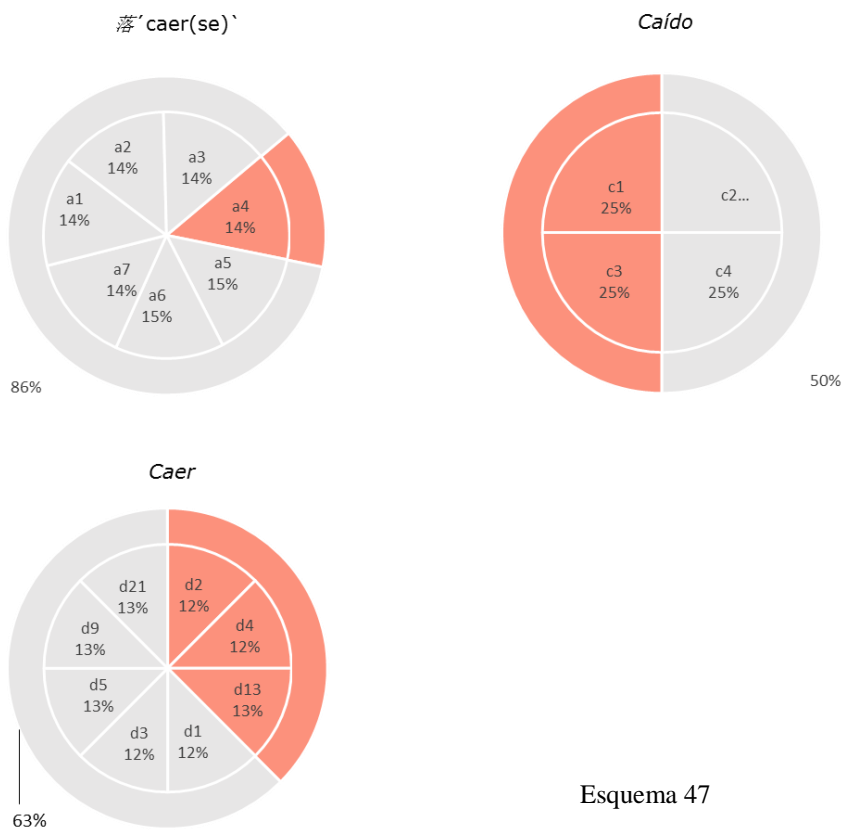 落´caer(se)`
a2
14%
a3
14%
a1
14%
a4
14%
a5
15%
a7
14%
a6
15%
86%
Caído
c1
25%
c2...
c3
25%
c4
25%
50%
Caer
d21
13%
d2
12%
d9
13%
d4
12%
d5
13%
d13
13%
d3
12%
d1
12%
63%
Esquema 47